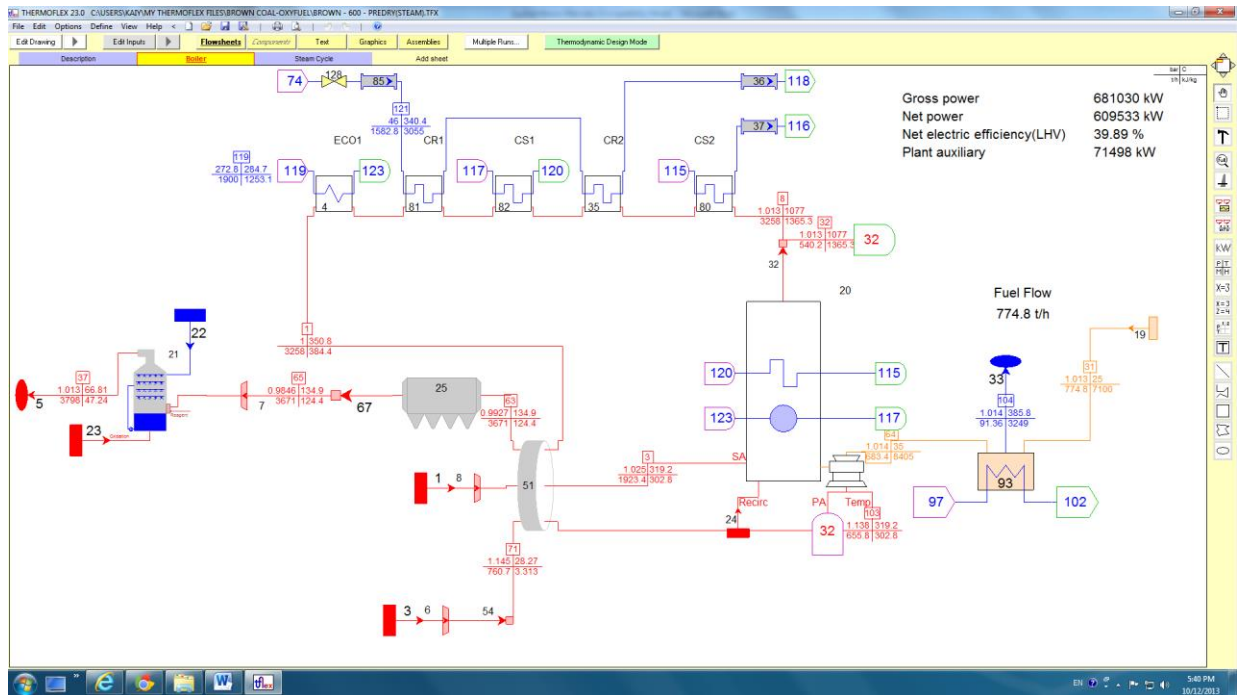 THERMOFLEX 23.0 C:\USERS\KAIY\MY THERMOFLEX FILES\BROWN COAL-OXYFUEL\BROWN - 600 - PREDRY(STEAM).TFX
File Edit Options Define View Help
Edit Drawing Edit Inputs Flowsheets Components Text Graphics Assemblies Multiple Runs... Thermodynamic Design Mode
Description Boiler Steam Cycle Add sheet
bar C
t/h kJ/kg
74 128 85 36 118
121
46 340.4
1582.8 3055
37 116
ECO1 CR1 CS1 CR2 CS2
119
272.8 284.7
1900 1253.1
119 123 117 120 115
4 81 82 35 80
Gross power 681030 kW
Net power 609533 kW
Net electric efficiency(LHV) 39.89 %
Plant auxiliary 71498 kW
8
1.013 1077
3258 1365.3
32
1.013 1077
540.2 1365.3
32
32
20
Fuel Flow
774.8 t/h
1
1 350.8
3258 384.4
22
21
37
1.013 66.81
3798 47.24
5
65
0.9846 134.9
3671 124.4
7
67
25
63
0.9927 134.9
3671 124.4
Reagent
23
Oxidation
120 115
123 117
19
31
1.013 25
774.8 7100
33
104
1.014 385.8
91.36 3249
64
1.014 35
683.4 8405
93
97 102
3
1.025 319.2
1923.4 302.8
SA
1 8
51
Recirc PA Temp
24
32
103
1.138 319.2
655.8 302.8
71
1.145 28.27
760.7 3.313
3 6 54
kW
P T
M H
X=3
X=3
Z=4
T
W
tflex
EN
5:40 PM
10/12/2013